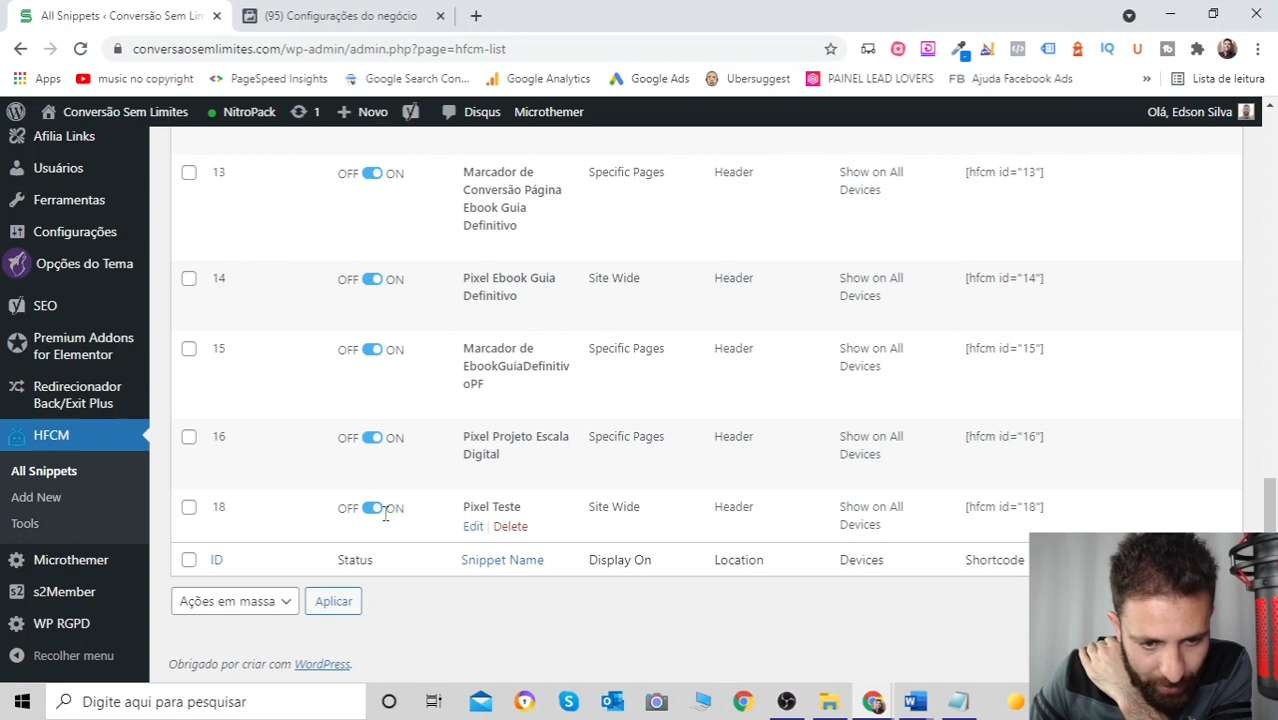 All Snippets ‹ Conversão Sem Lim
(95) Configurações do negócio
conversaosemlimites.com/wp-admin/admin.php?page=hfcm-list
Apps
music no copyright
PageSpeed Insights
Google Search Con...
Google Analytics
Google Ads
Ubersuggest
PAINEL LEAD LOVERS
FB Ajuda Facebook Ads
»
Lista de leitura
Conversão Sem Limites
NitroPack
1
Novo
Disqus
Microthemer
Olá, Edson Silva
Afilia Links
Usuários
Ferramentas
Configurações
Opções do Tema
SEO
Premium Addons
for Elementor
Redirecionador
Back/Exit Plus
HFCM
All Snippets
Add New
Tools
Microthemer
s2Member
WP RGPD
Recolher menu
13 OFF ON Marcador de Specific Pages Header Show on All [hfcm id="13"]
Conversão Página Devices
Ebook Guia
Definitivo
14 OFF ON Pixel Ebook Guia Site Wide Header Show on All [hfcm id="14"]
Definitivo Devices
15 OFF ON Marcador de Specific Pages Header Show on All [hfcm id="15"]
EbookGuiaDefinitiv Devices
oPF
16 OFF ON Pixel Projeto Escala Specific Pages Header Show on All [hfcm id="16"]
Digital Devices
18 OFF ON Pixel Teste Site Wide Header Show on All [hfcm id="18"]
Edit | Delete Devices
ID Status Snippet Name Display On Location Devices Shortcode
Ações em massa
Aplicar
Obrigado por criar com WordPress.
Digite aqui para pesquisar